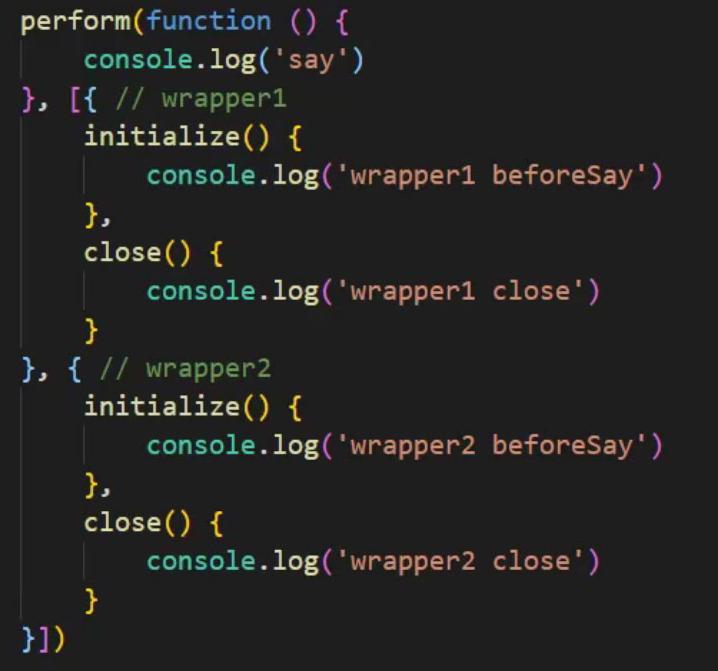 perform(function () {
    console.log('say')
}, [{ // wrapper1
    initialize() {
        console.log('wrapper1 beforeSay')
    },
    close() {
        console.log('wrapper1 close')
    }
}, { // wrapper2
    initialize() {
        console.log('wrapper2 beforeSay')
    },
    close() {
        console.log('wrapper2 close')
    }
}])